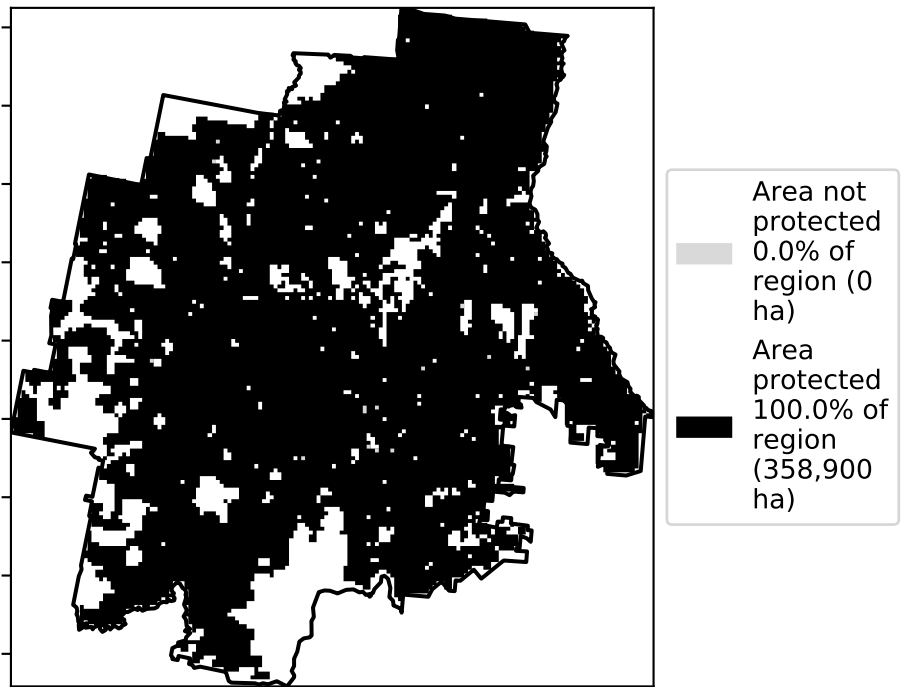 Area not
protected
0.0% of
region (0
ha)
Area
protected
100.0% of
region
(358,900
ha)